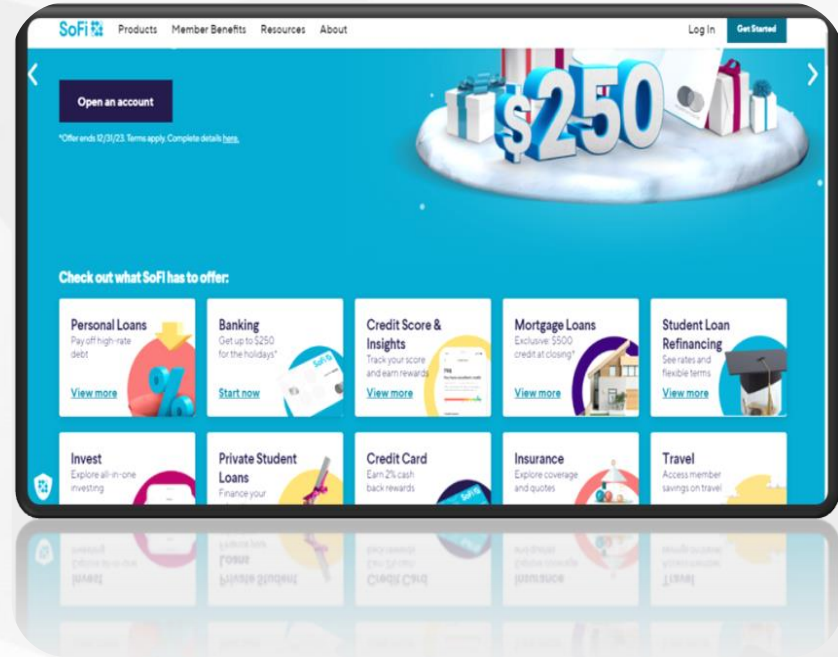 SoFi
Products Member Benefits Resources About
Log In
Get Started
Open an account
*Offer ends 12/31/23. Terms apply. Complete details here.
$250
Check out what SoFi has to offer:
Personal Loans
Pay off high-rate
debt
View more
Banking
Get up to $250
for the holidays*
Start now
SoFi
Credit Score &
Insights
Track your score
and earn rewards
View more
Mortgage Loans
Exclusive: $500
credit at closing*
View more
Student Loan
Refinancing
See rates and
flexible terms
View more
Invest
Explore all-in-one
investing
Private Student
Loans
Finance your
Credit Card
Earn 2% cash
back rewards
SoFi
Insurance
Explore coverage
and quotes
Travel
Access member
savings on travel